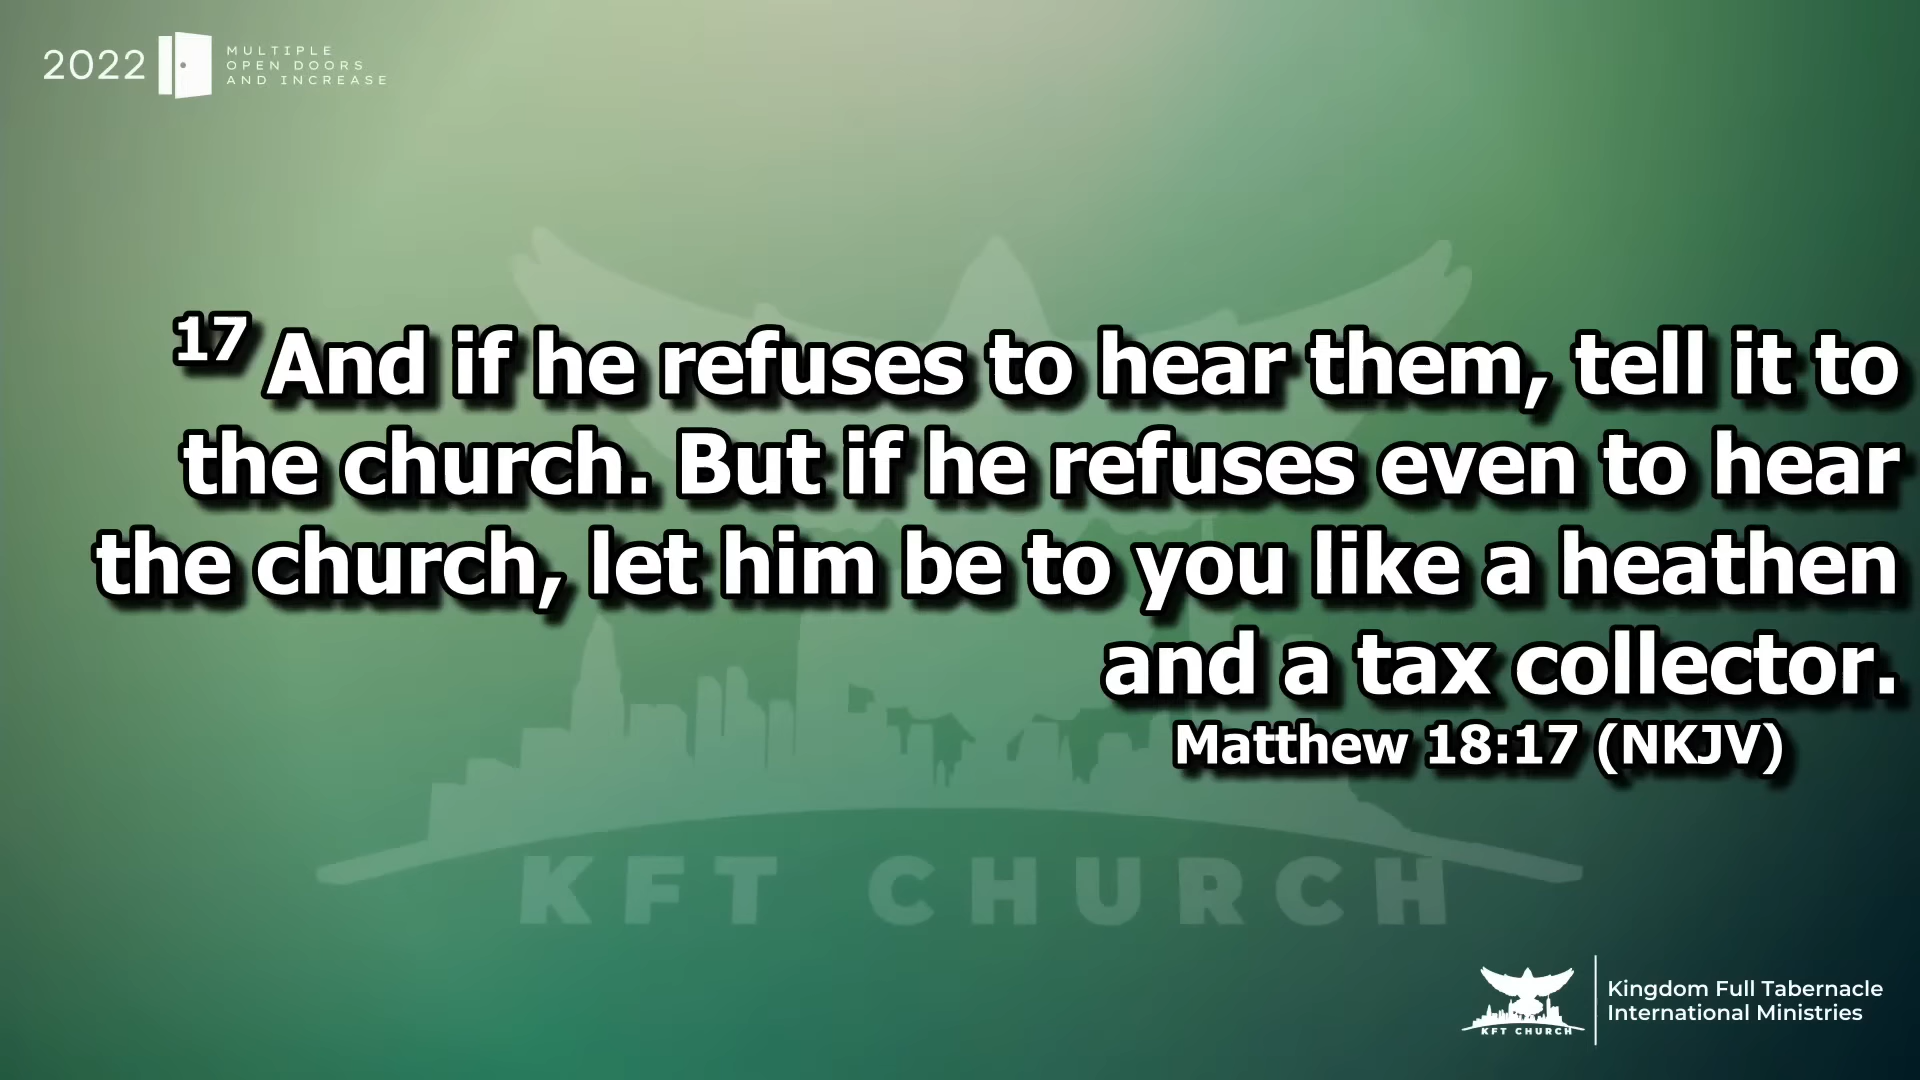 2022
MULTIPLE
OPEN DOORS
AND INCREASE
17 And if he refuses to hear them, tell it to
the church. But if he refuses even to hear
the church, let him be to you like a heathen
and a tax collector.
Matthew 18:17 (NKJV)
KFT CHURCH
KFT CHURCH
Kingdom Full Tabernacle
International Ministries